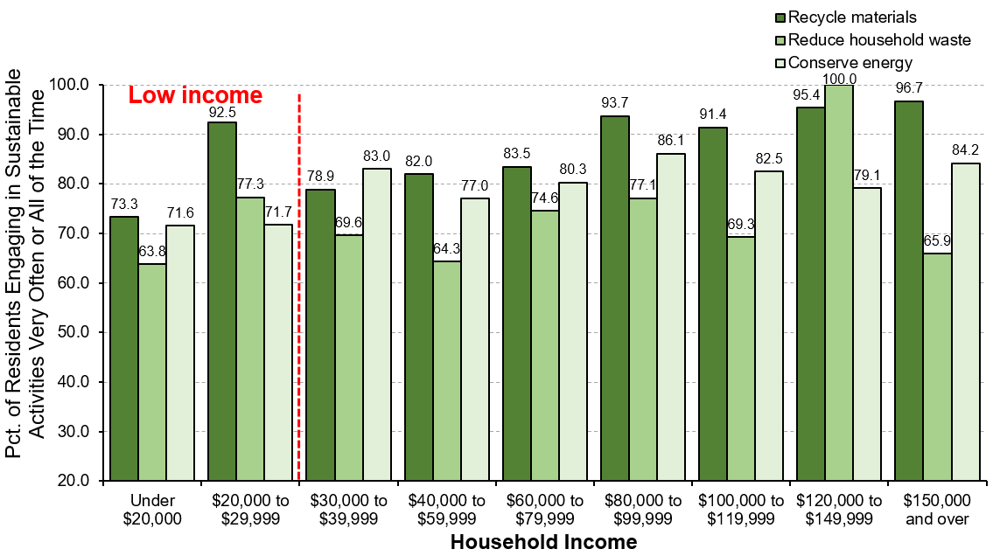 Recycle materials
Reduce household waste
Conserve energy
Pct. of Residents Engaging in Sustainable
Activities Very Often or All of the Time
100.0
90.0
80.0
70.0
60.0
50.0
40.0
30.0
20.0
Low income
73.3
63.8
71.6
92.5
77.3
71.7
78.9
69.6
83.0
82.0
64.3
77.0
83.5
74.6
80.3
93.7
77.1
86.1
91.4
69.3
82.5
95.4
100.0
79.1
96.7
65.9
84.2
Under
$20,000
$20,000 to
$29,999
$30,000 to
$39,999
$40,000 to
$59,999
$60,000 to
$79,999
$80,000 to
$99,999
$100,000 to
$119,999
$120,000 to
$149,999
$150,000
and over
Household Income